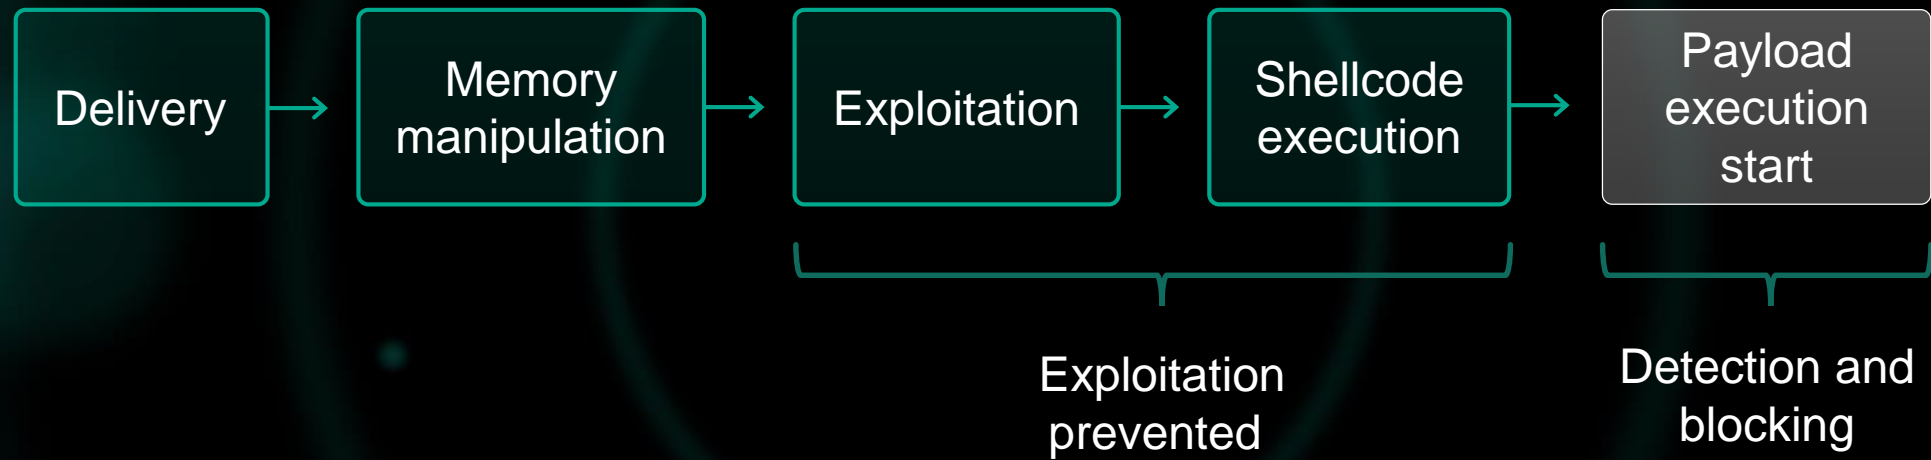 Delivery
Memory
manipulation
Exploitation
Shellcode
execution
Payload
execution
start
Exploitation
prevented
Detection and
blocking